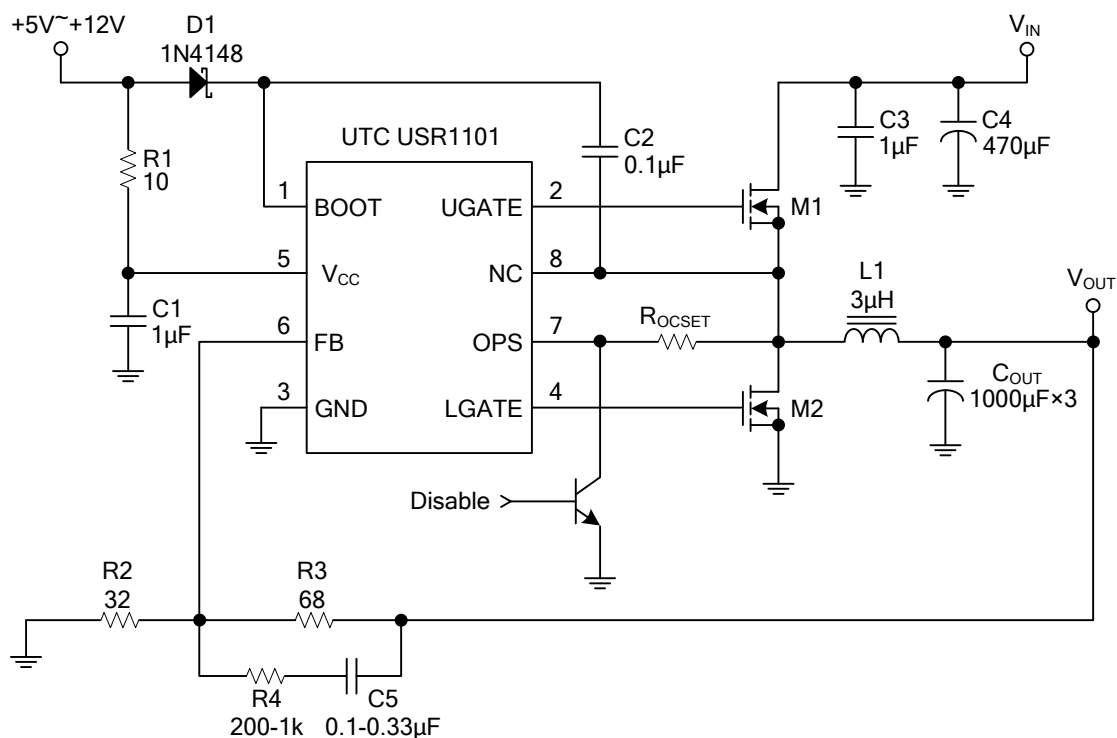 +5V~+12V
D1
1N4148
V_IN
UTC USR1101
C2
0.1µF
C3
1µF
C4
470µF
R1
10
1
BOOT
UGATE
2
M1
5
V_CC
NC
8
C1
1µF
L1
3µH
V_OUT
6
FB
OPS
7
R_OCSET
3
GND
LGATE
4
M2
C_OUT
1000µF×3
Disable
R2
32
R3
68
R4
200-1k
C5
0.1-0.33µF